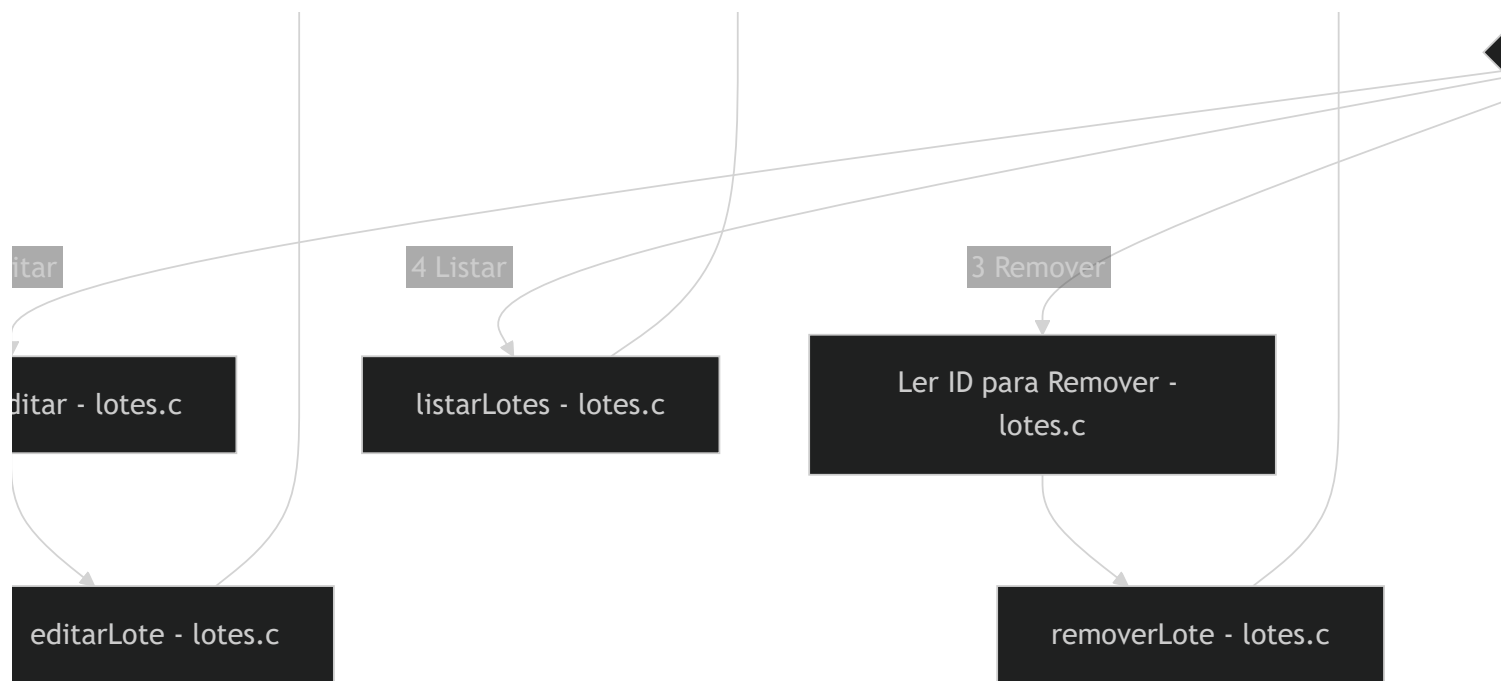 itar
4 Listar
3 Remover
ditar - lotes.c
listarLotes - lotes.c
Ler ID para Remover -
lotes.c
editarLote - lotes.c
removerLote - lotes.c